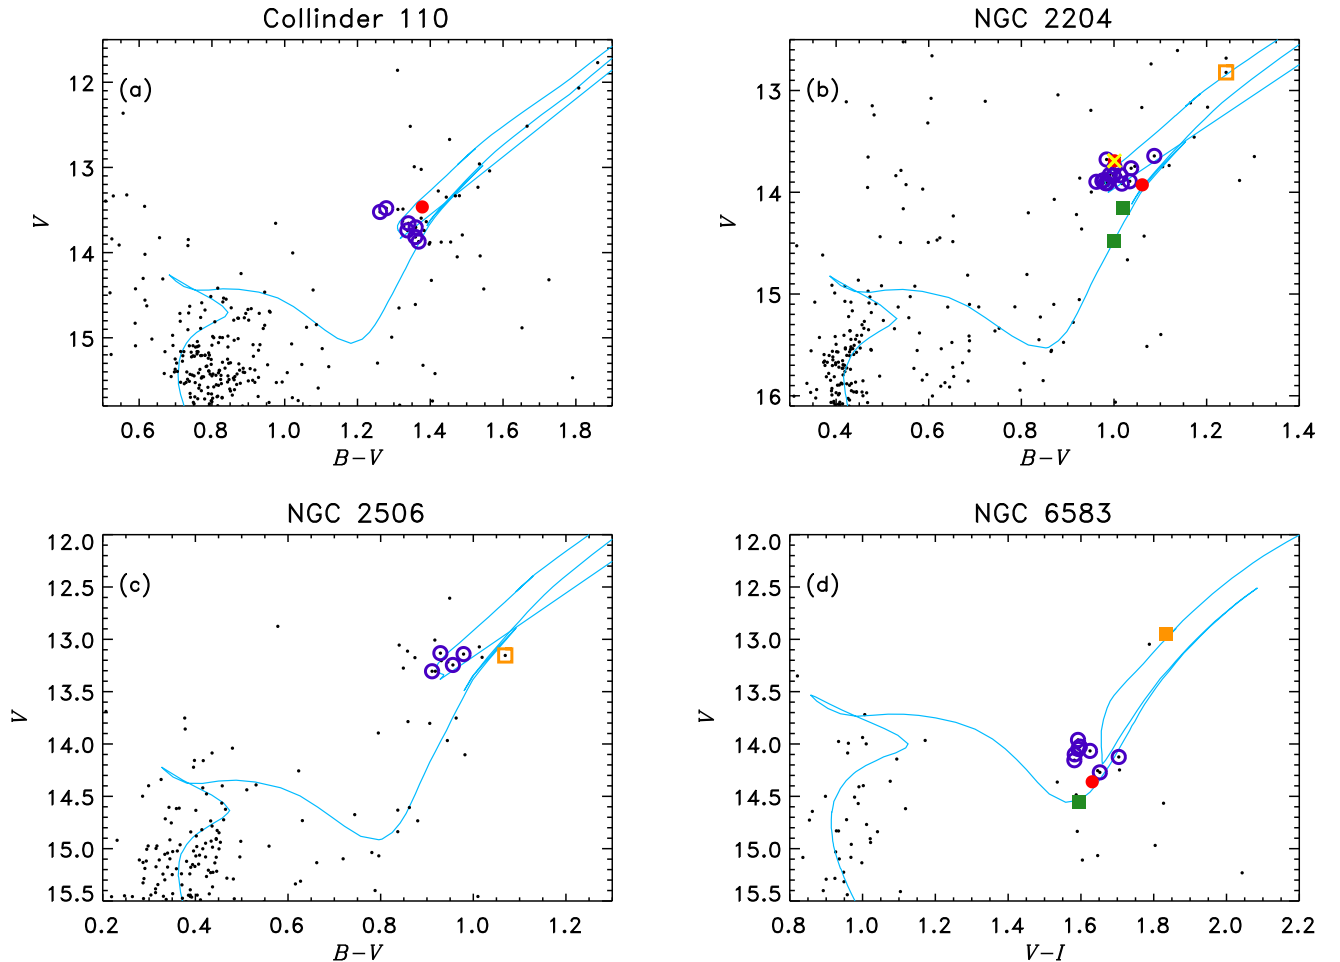 Collinder 110
(a)
V
12
13
14
15
0.6 0.8 1.0 1.2 1.4 1.6 1.8
B-V
NGC 2204
(b)
V
13
14
15
16
0.4 0.6 0.8 1.0 1.2 1.4
B-V
NGC 2506
(c)
V
12.0
12.5
13.0
13.5
14.0
14.5
15.0
15.5
0.2 0.4 0.6 0.8 1.0 1.2
B-V
NGC 6583
(d)
V
12.0
12.5
13.0
13.5
14.0
14.5
15.0
15.5
0.8 1.0 1.2 1.4 1.6 1.8 2.0 2.2
V-I